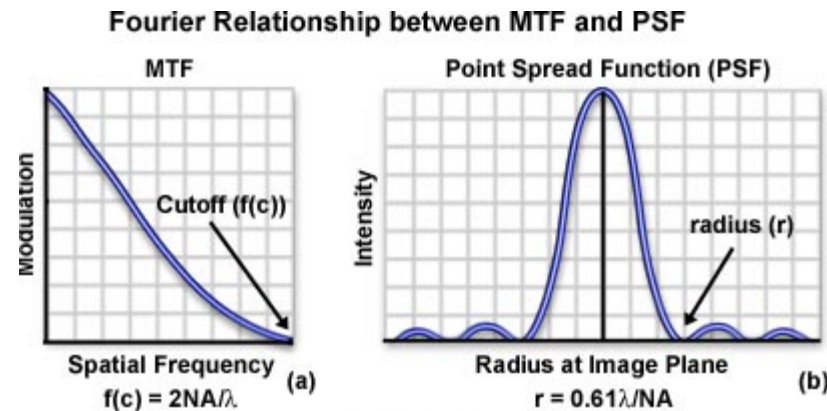 Fourier Relationship between MTF and PSF
MTF
Modulation
Cutoff (f(c))
Spatial Frequency
f(c) = 2NA/λ
(a)
Point Spread Function (PSF)
Intensity
radius (r)
Radius at Image Plane
r = 0.61λ/NA
(b)